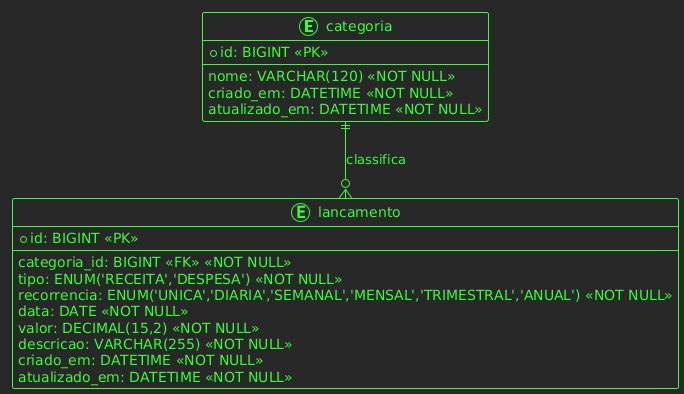 E categoria
id: BIGINT «PK»
nome: VARCHAR(120) «NOT NULL»
criado_em: DATETIME «NOT NULL»
atualizado_em: DATETIME «NOT NULL»
classifica
E lancamento
id: BIGINT «PK»
categoria_id: BIGINT «FK» «NOT NULL»
tipo: ENUM('RECEITA','DESPESA') «NOT NULL»
recorrencia: ENUM('UNICA','DIARIA','SEMANAL','MENSAL','TRIMESTRAL','ANUAL') «NOT NULL»
data: DATE «NOT NULL»
valor: DECIMAL(15,2) «NOT NULL»
descricao: VARCHAR(255) «NOT NULL»
criado_em: DATETIME «NOT NULL»
atualizado_em: DATETIME «NOT NULL»